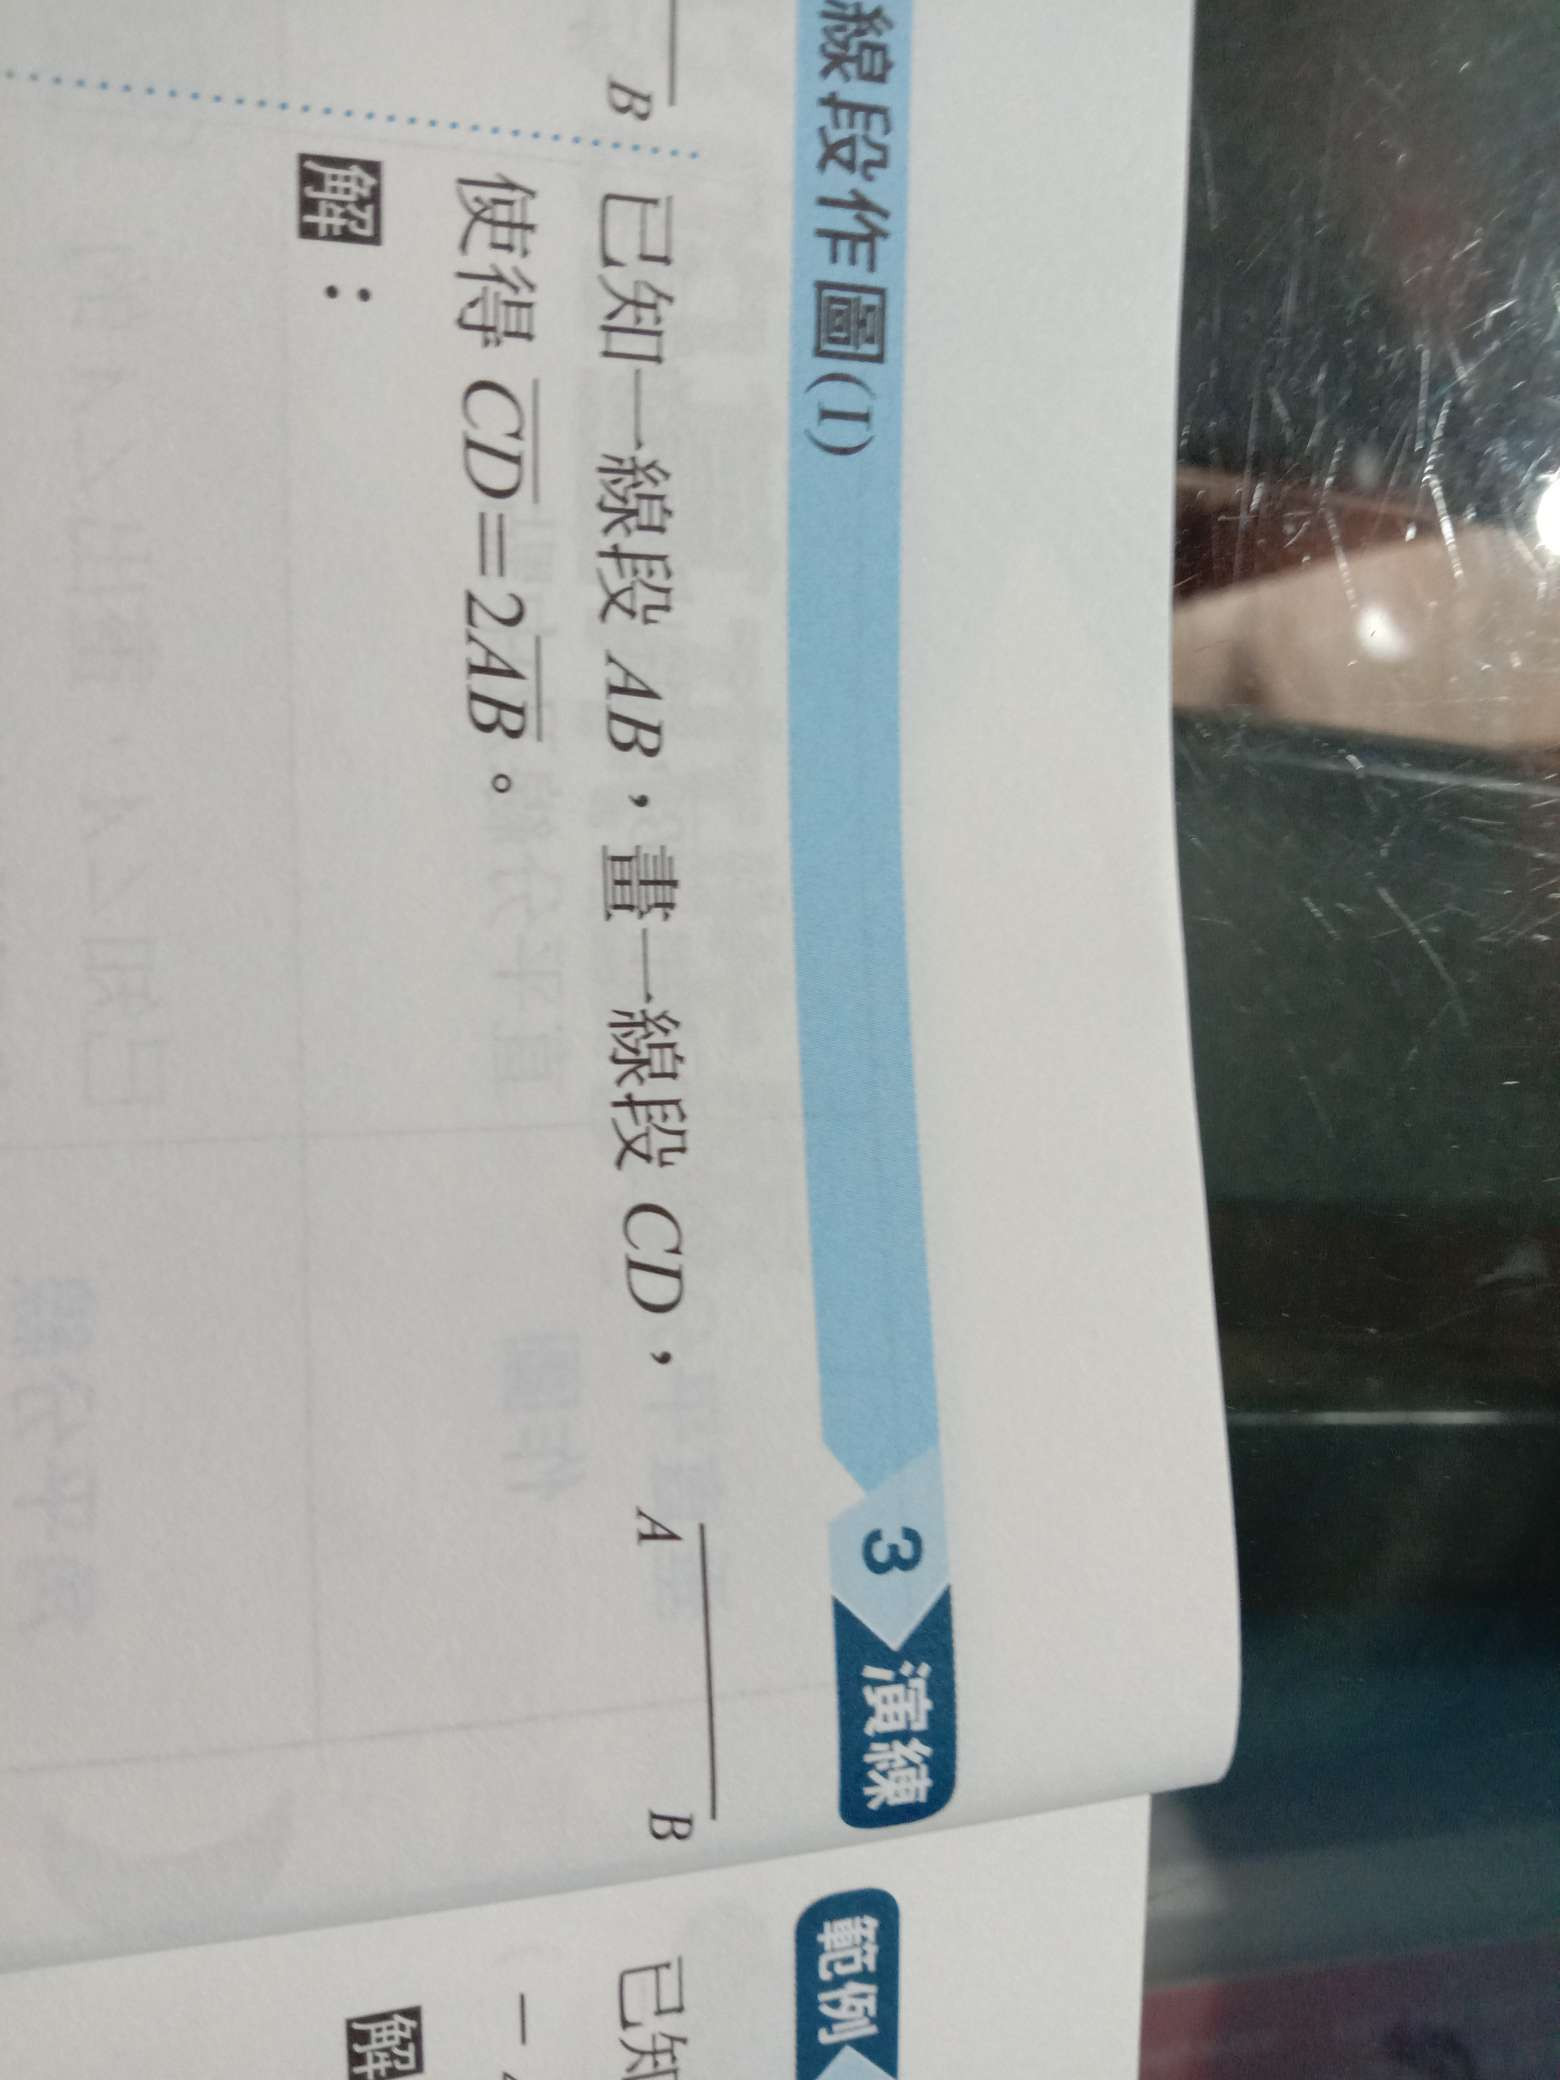 線段作圖(I)
3 演練
B
已知一線段 AB，畫一線段 CD，
A B
使得 CD=2AB。
解：
範例
已知
解